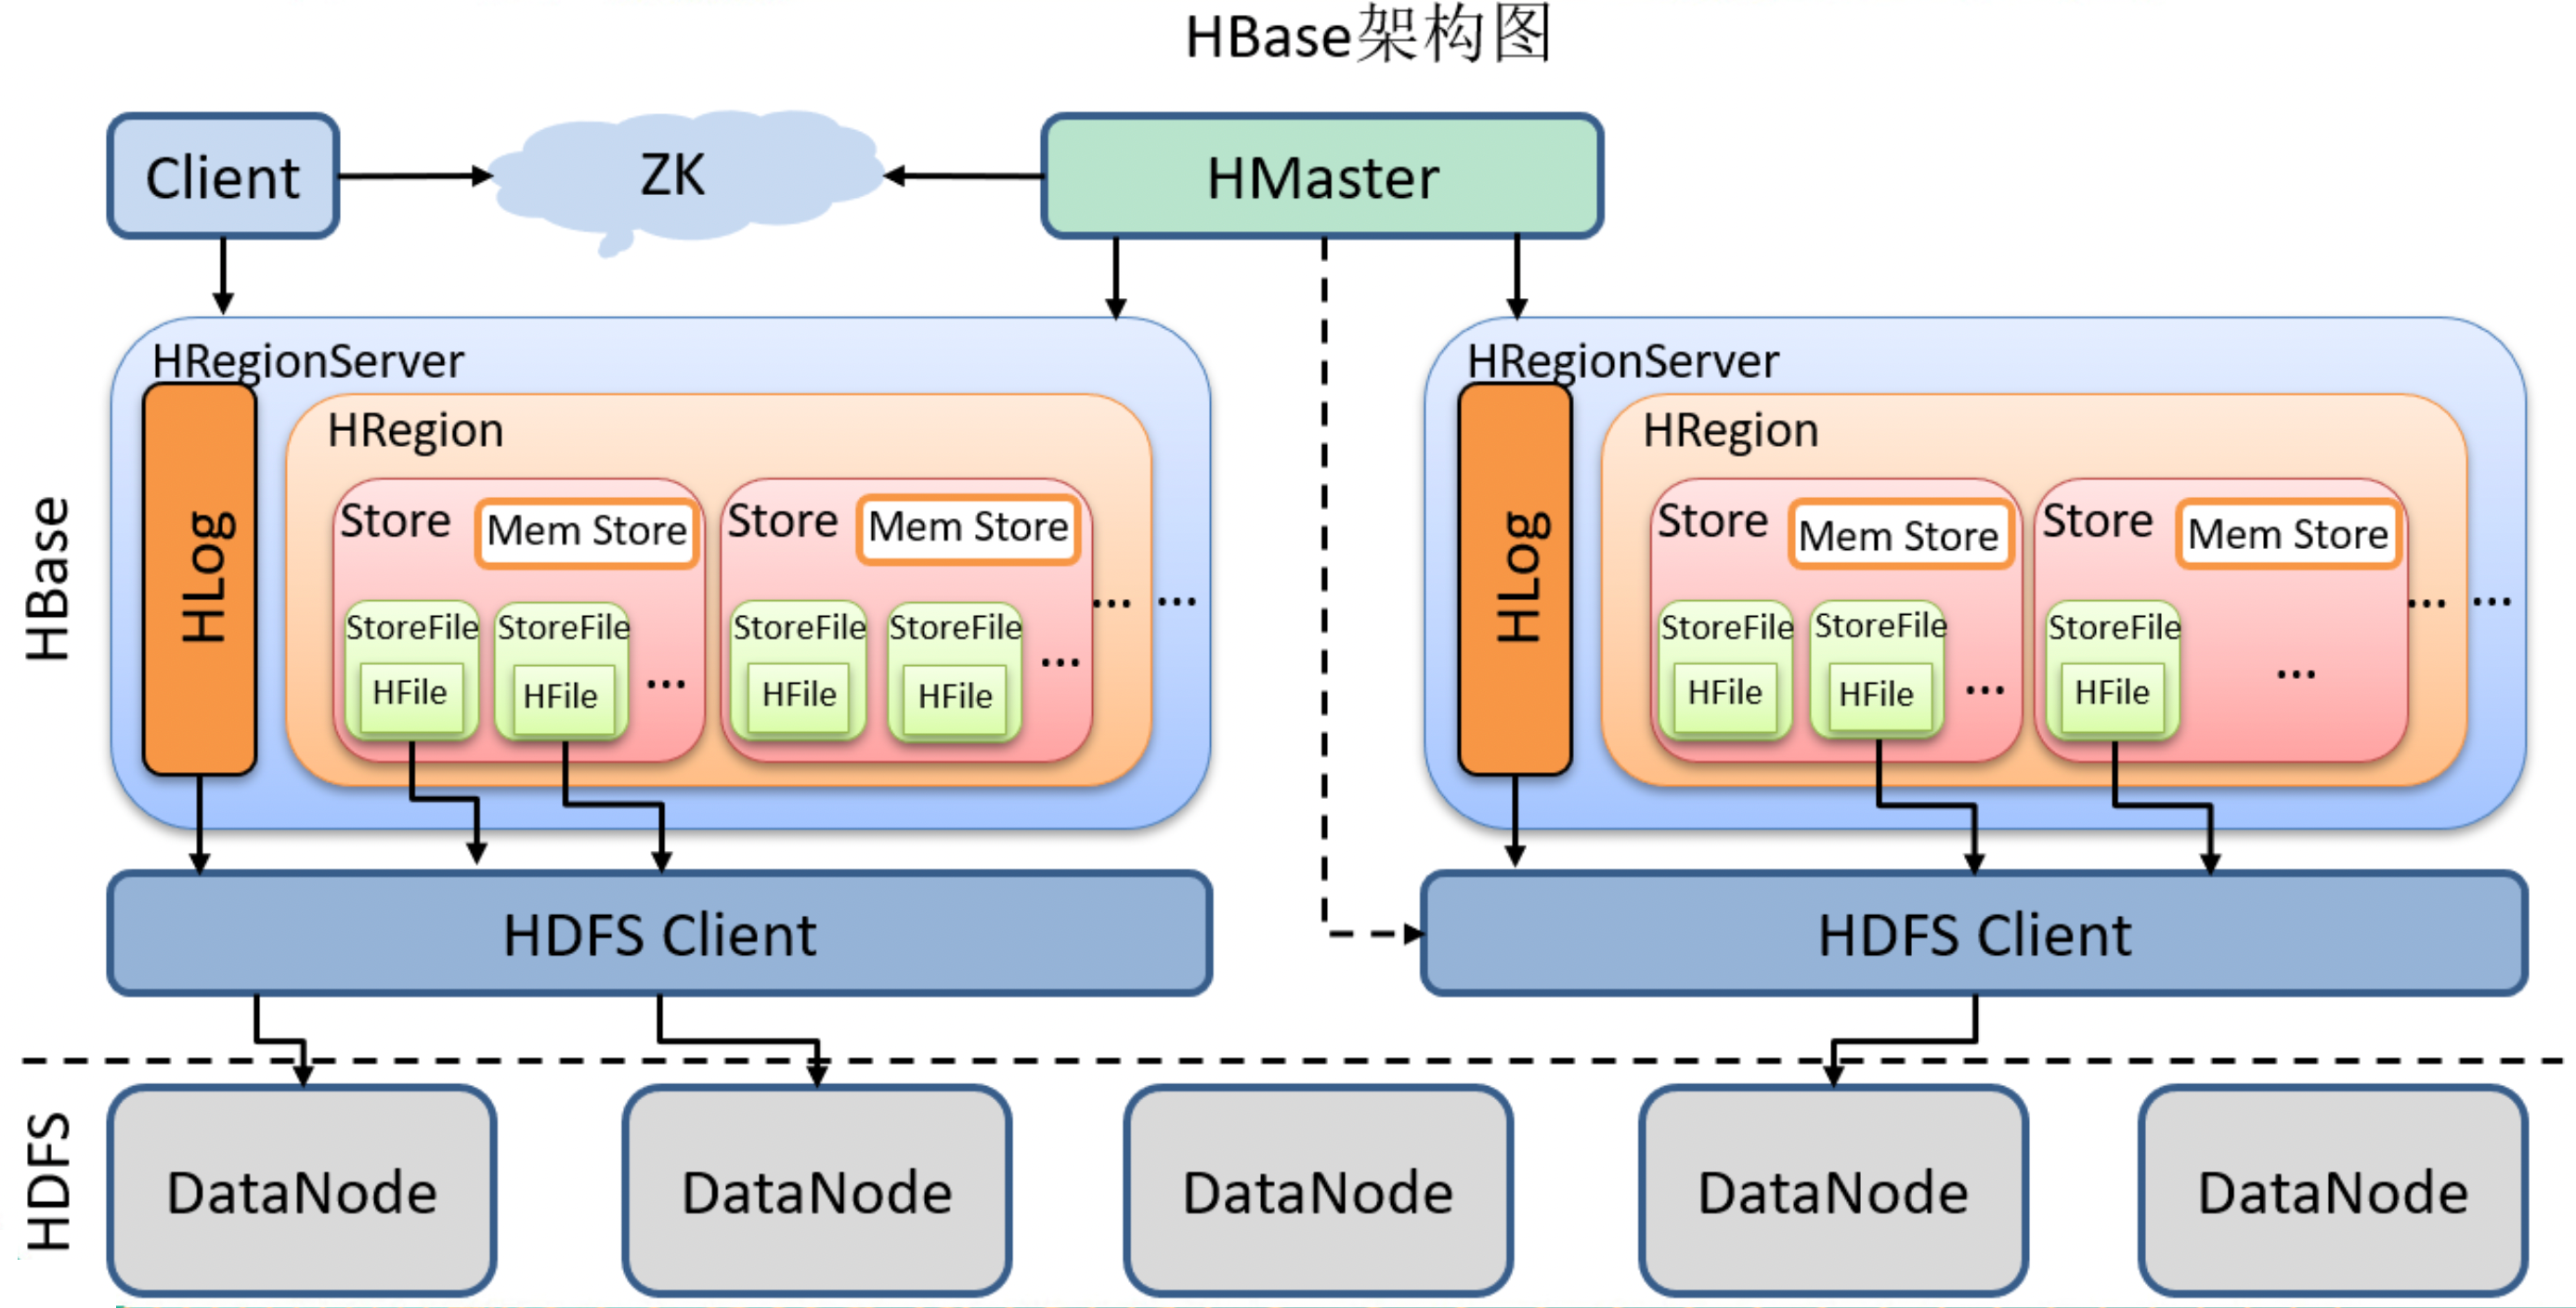 HBase架构图
Client
ZK
HMaster
HBase
HRegionServer
HLog
HRegion
Store
Mem Store
StoreFile
HFile
StoreFile
HFile
...
Store
Mem Store
StoreFile
HFile
StoreFile
HFile
...
... ...
HRegionServer
HLog
HRegion
Store
Mem Store
StoreFile
HFile
StoreFile
HFile
...
Store
Mem Store
StoreFile
HFile
...
... ...
HDFS Client
HDFS Client
HDFS
DataNode
DataNode
DataNode
DataNode
DataNode